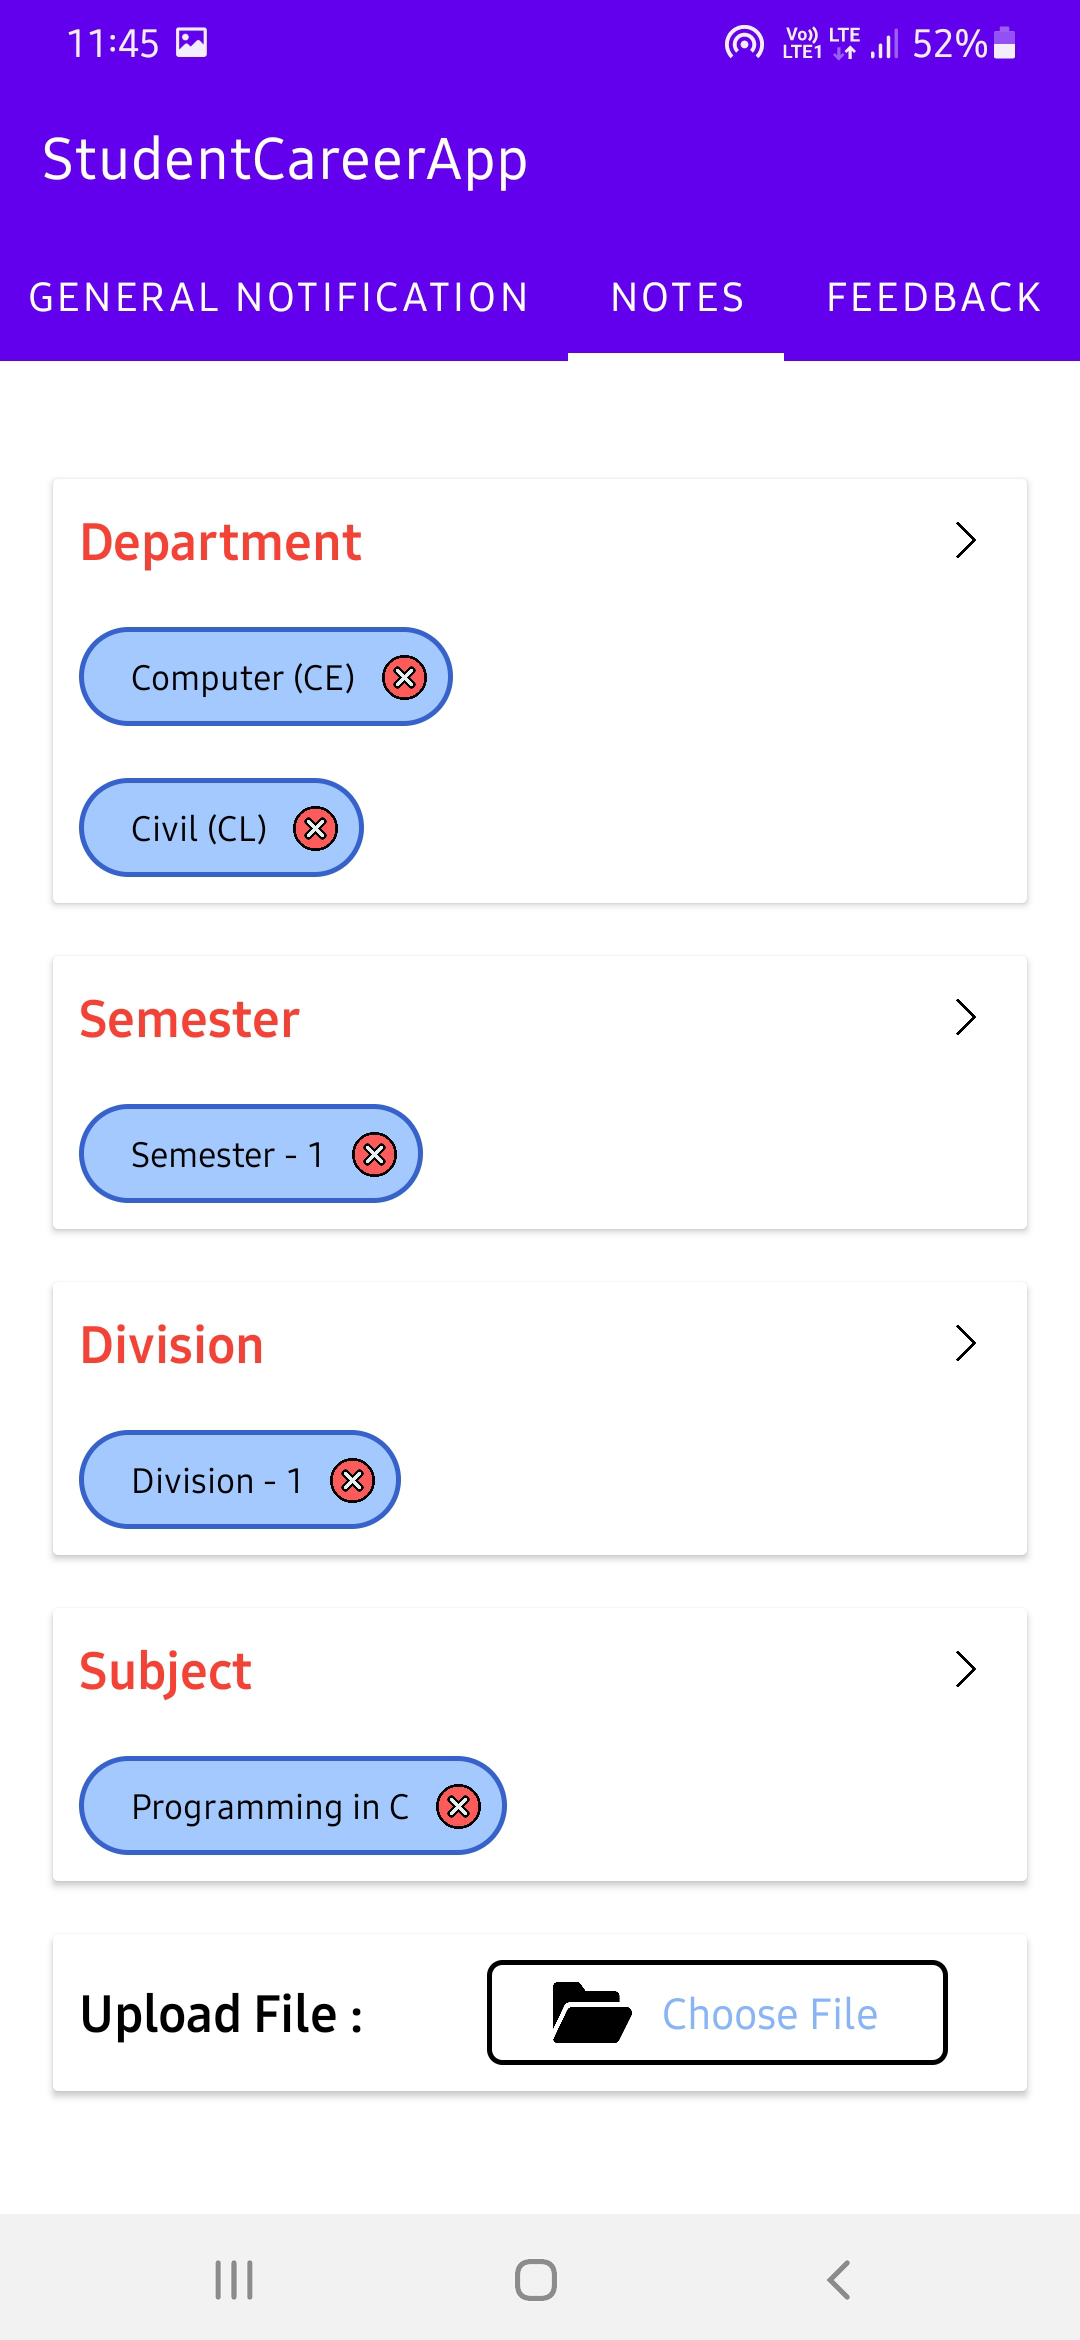 11:45 Vo)) LTE1 LTE 52%
StudentCareerApp
GENERAL NOTIFICATION NOTES FEEDBACK
Department
Computer (CE)
Civil (CL)
Semester
Semester - 1
Division
Division - 1
Subject
Programming in C
Upload File : Choose File